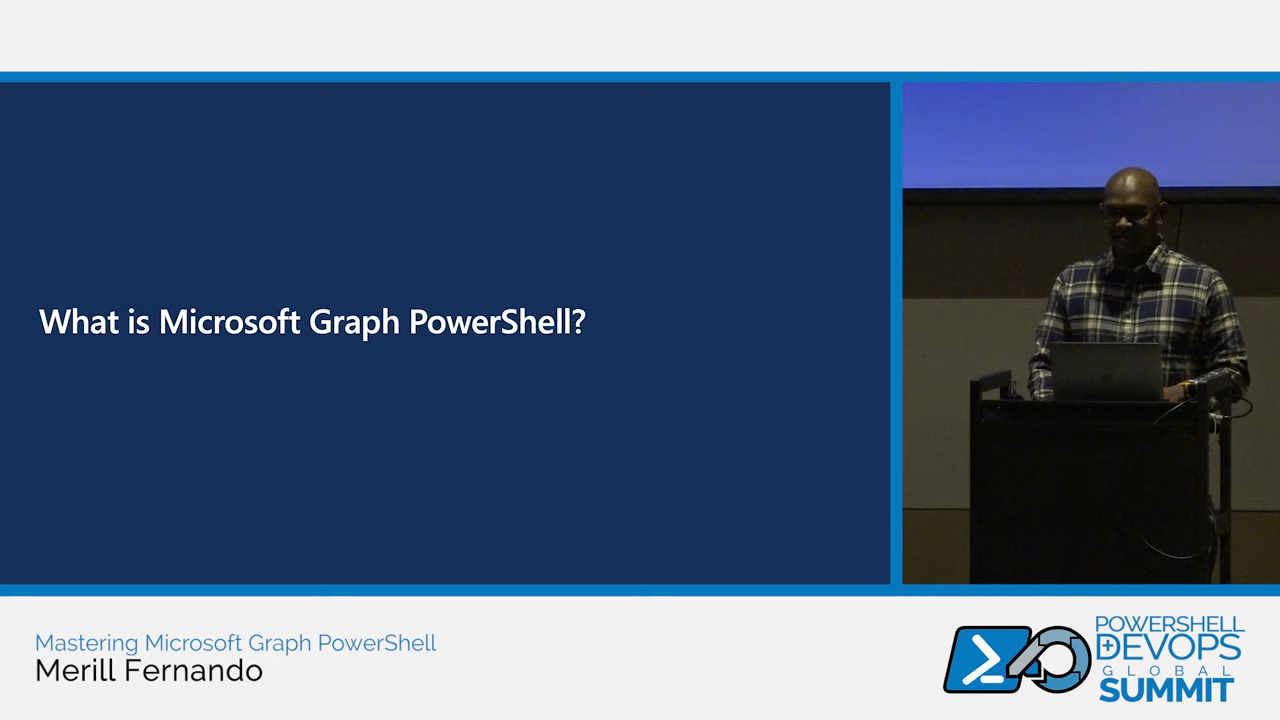 What is Microsoft Graph PowerShell?
Mastering Microsoft Graph PowerShell
Merill Fernando
POWERSHELL
+DEVOPS
GLOBAL
SUMMIT